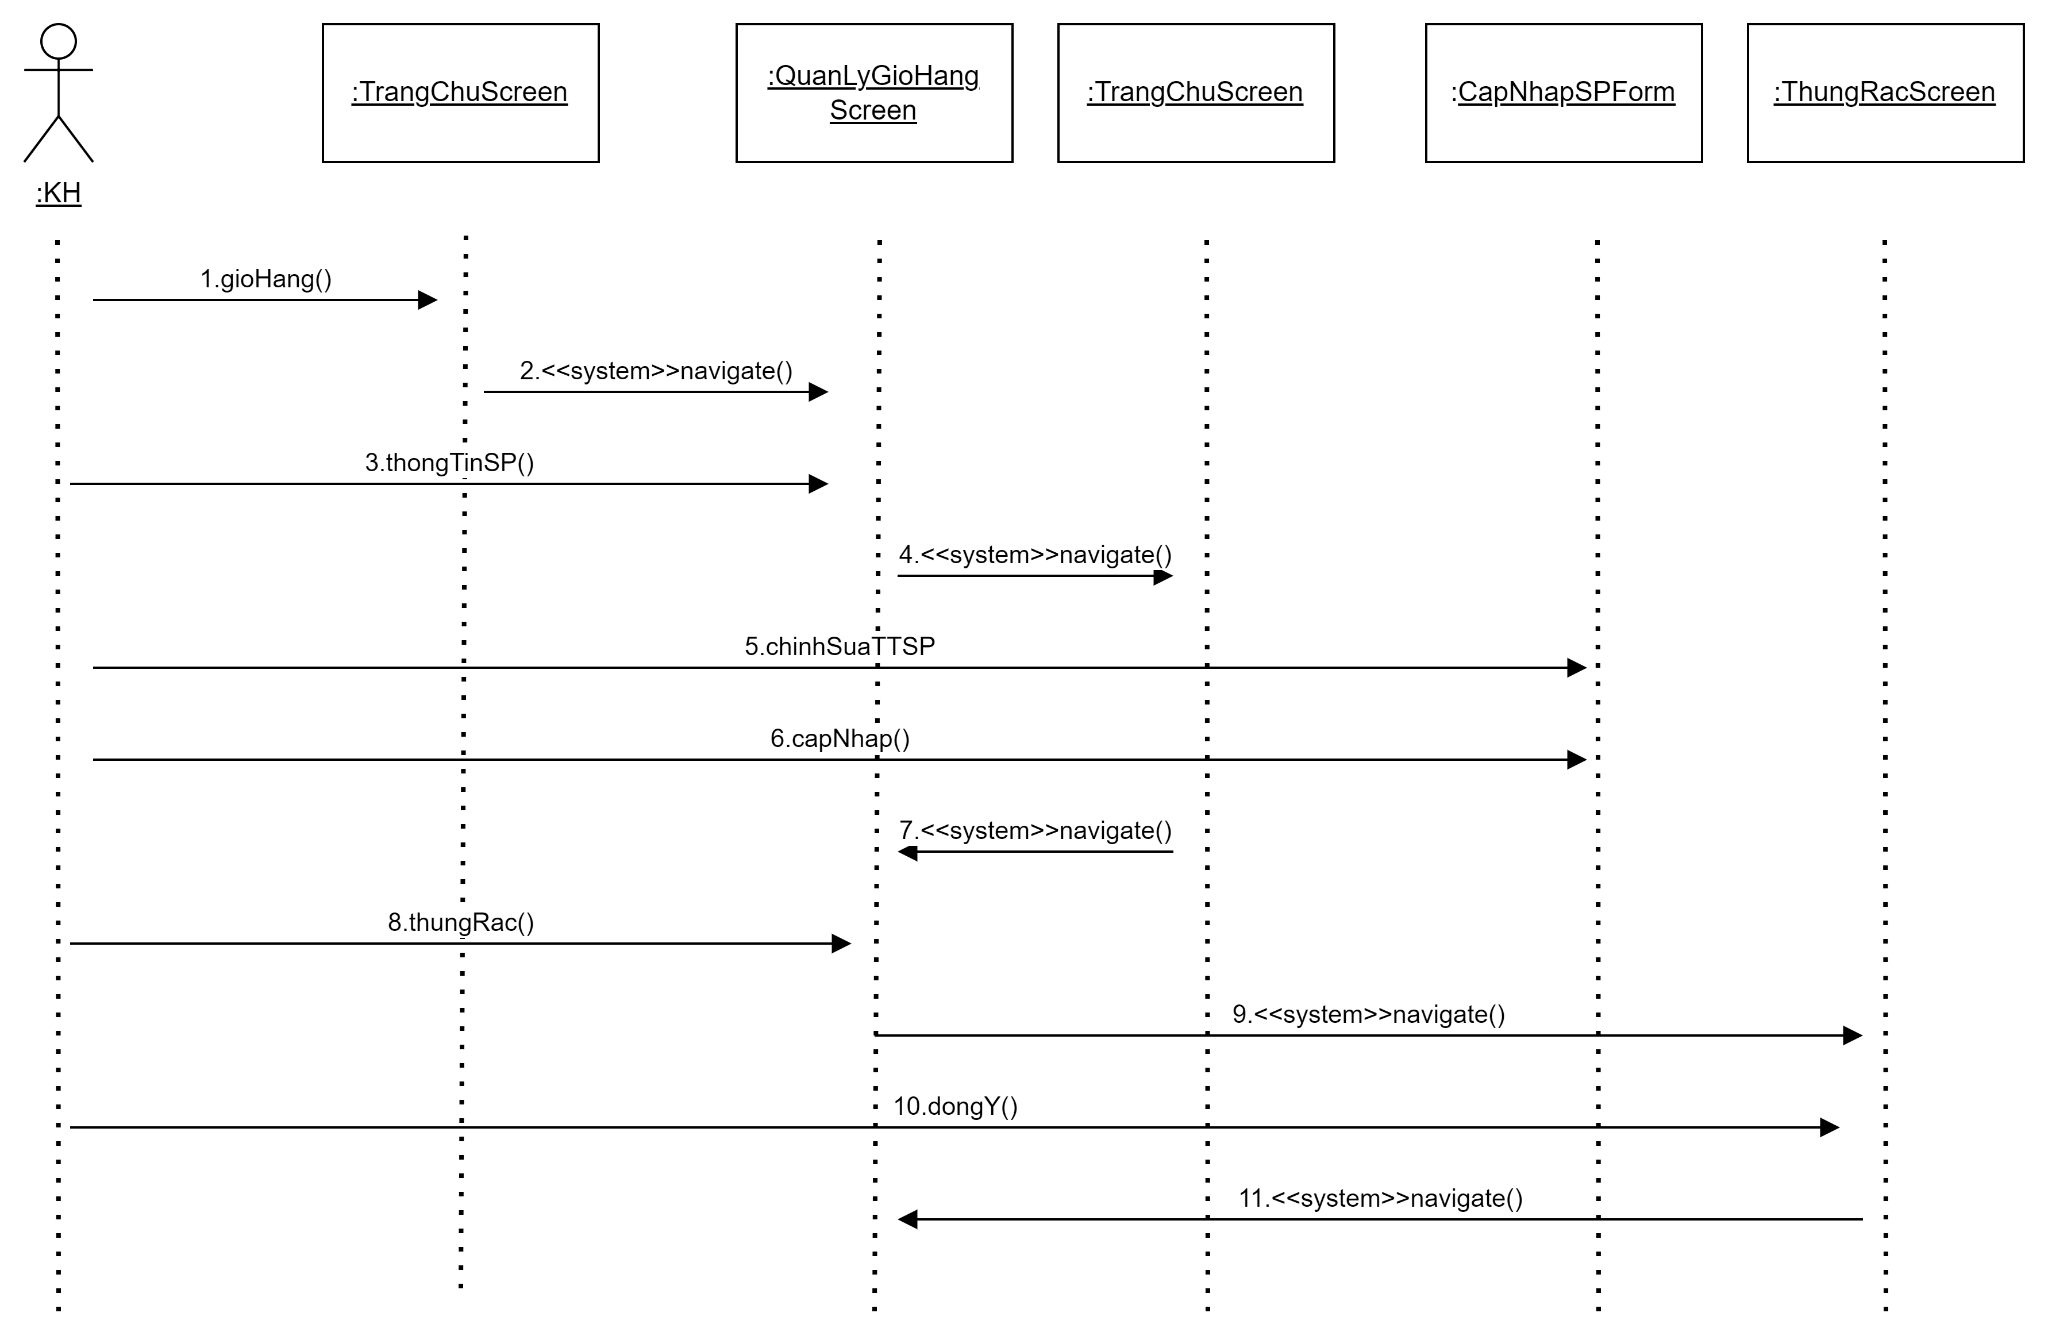 :KH
:TrangChuScreen
:QuanLyGioHang
Screen
:TrangChuScreen
:CapNhapSPForm
:ThungRacScreen
1.gioHang()
2.<<system>>navigate()
3.thongTinSP()
4.<<system>>navigate()
5.chinhSuaTTSP
6.capNhap()
7.<<system>>navigate()
8.thungRac()
9.<<system>>navigate()
10.dongY()
11.<<system>>navigate()